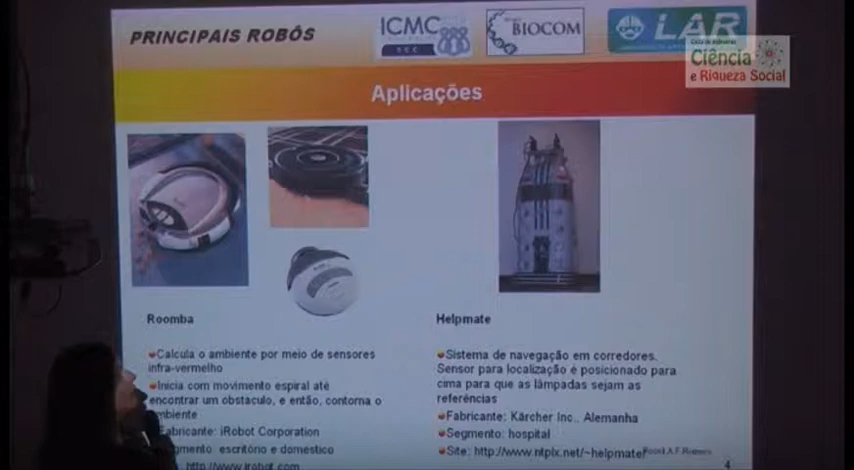 PRINCIPAIS ROBÔS
ICMC
SCC
BIOCOM
LAR
Ciência
e Riqueza Social
Aplicações
Roomba
Calcula o ambiente por meio de sensores
infra-vermelho
Inicia com movimento espiral até
encontrar um obstaculo, e então, contorna o
ambiente
Fabricante: iRobot Corporation
escritório e domestico
http://www.irobot.com
Helpmate
Sistema de navegação em corredores.
Sensor para localização é posicionado para
cima para que as lâmpadas sejam as
referências
Fabricante: Kärcher Inc., Alemanha
Segmento: hospital
Site: http://www.ntplx.net/~helpmate/
4